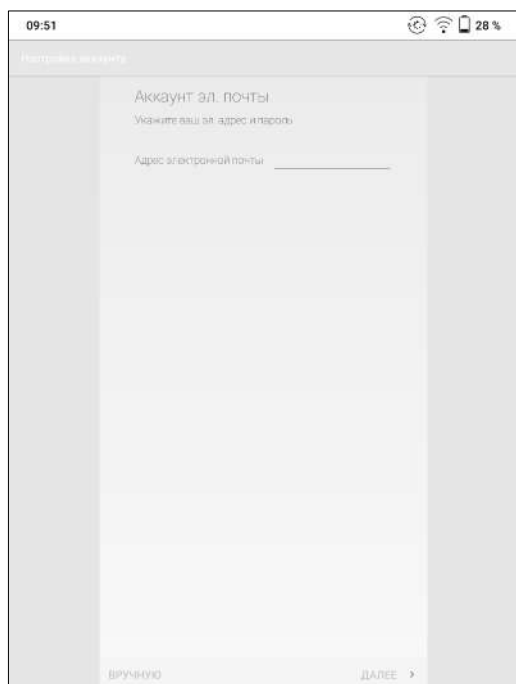 09:51 28 %
Настройка аккаунта
Аккаунт эл. почты
Укажите ваш эл. адрес и пароль
Адрес электронной почты
ВРУЧНУЮ ДАЛЕЕ >